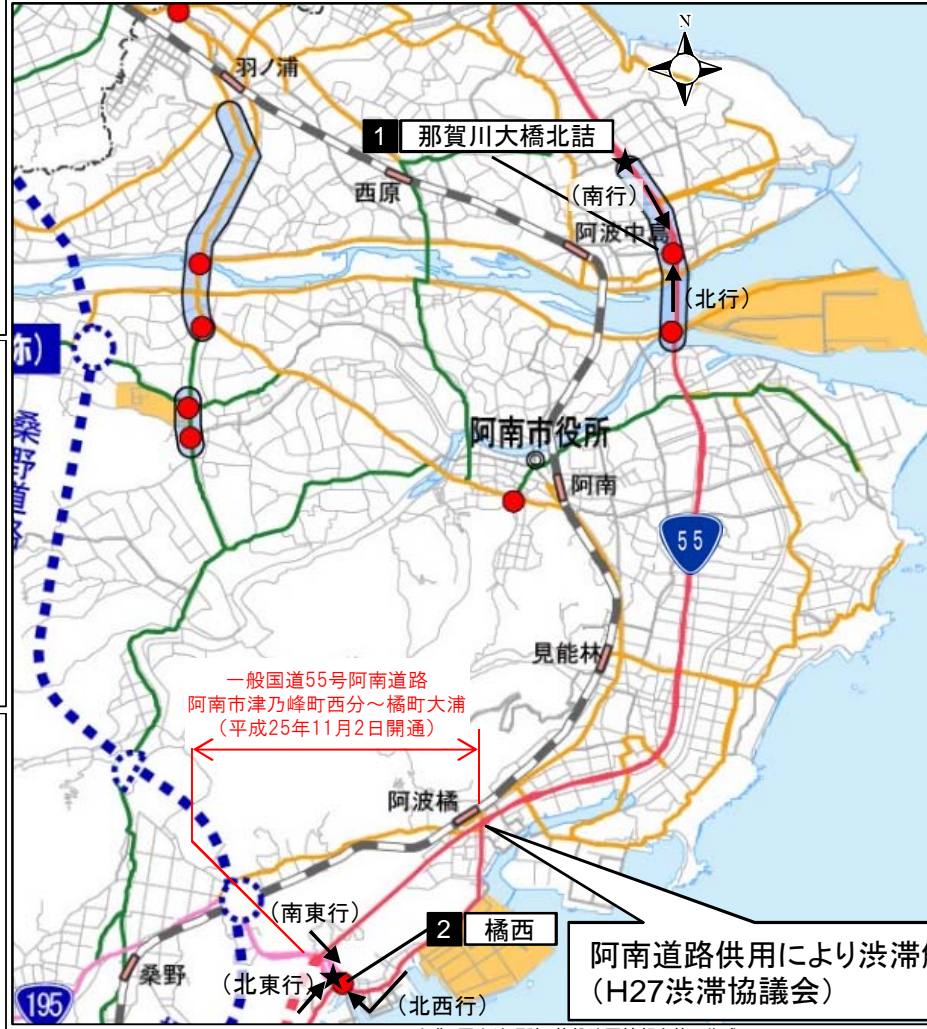 N
羽ノ浦
1 那賀川大橋北詰
西原
(南行)
阿波中島
(北行)
ホ)
桑野道路
阿南市役所
阿南
55
見能林
一般国道55号阿南道路
阿南市津乃峰町西分～橘町大浦
(平成25年11月2日開通)
阿波橘
(南東行)
2 橘西
(北東行)
(北西行)
桑野
195
阿南道路供用により渋滞
(H27渋滞協議会)